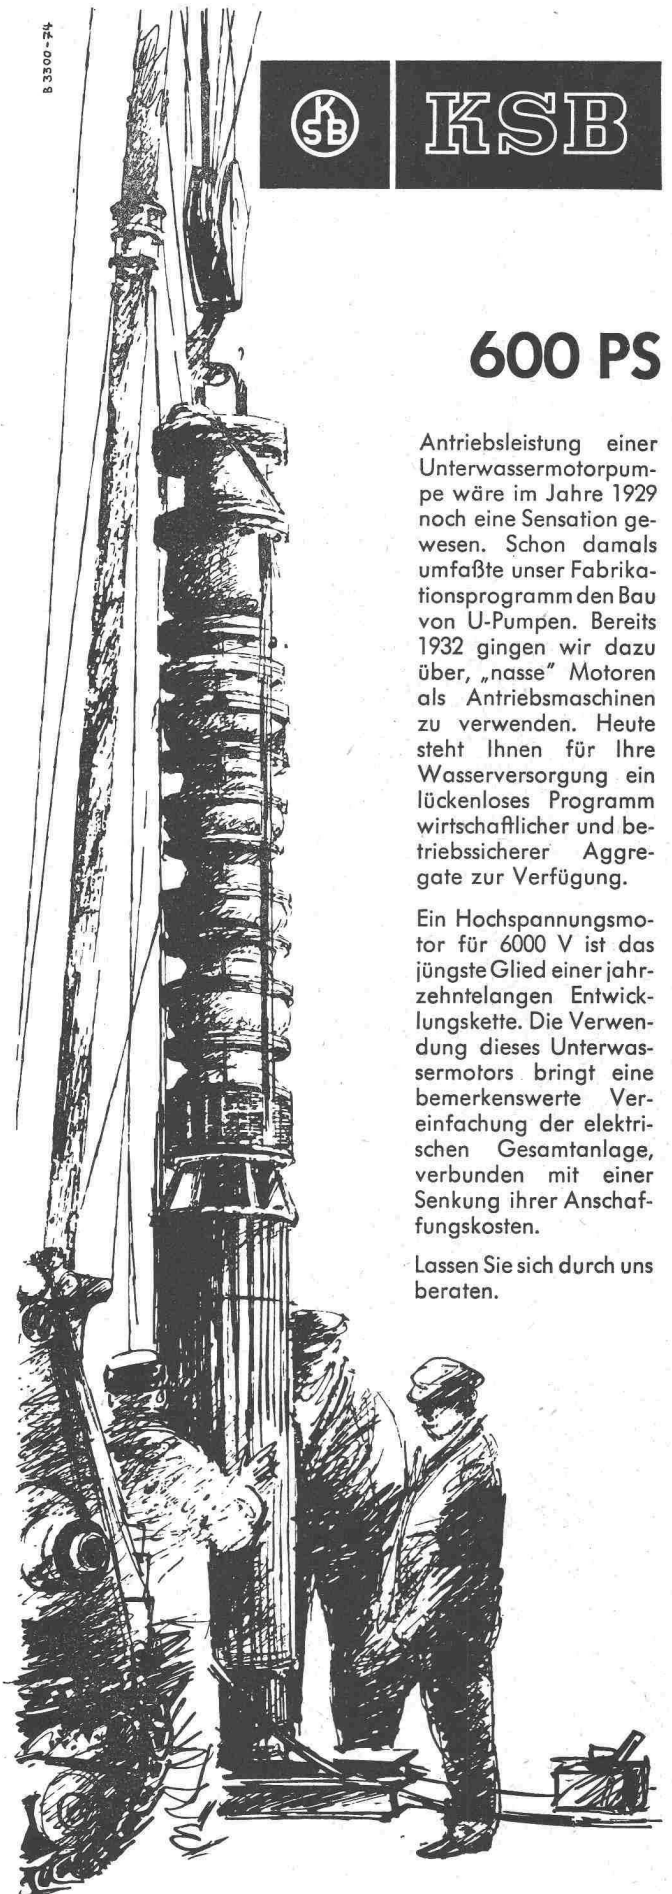 B 3300-74
K
SB
KSB
600 PS
Antriebsleistung einer
Unterwassermotorpum-
pe wäre im Jahre 1929
noch eine Sensation ge-
wesen. Schon damals
umfaßte unser Fabrika-
tionsprogramm den Bau
von U-Pumpen. Bereits
1932 gingen wir dazu
über, „nasse" Motoren
als Antriebsmaschinen
zu verwenden. Heute
steht Ihnen für Ihre
Wasserversorgung ein
lückenloses Programm
wirtschaftlicher und be-
triebssicherer Aggre-
gate zur Verfügung.
Ein Hochspannungsmo-
tor für 6000 V ist das
jüngste Glied einer jahr-
zehntelangen Entwick-
lungskette. Die Verwen-
dung dieses Unterwas-
sermotors bringt eine
bemerkenswerte Ver-
einfachung der elektri-
schen Gesamtanlage,
verbunden mit einer
Senkung ihrer Anschaf-
fungskosten.
Lassen Sie sich durch uns
beraten.